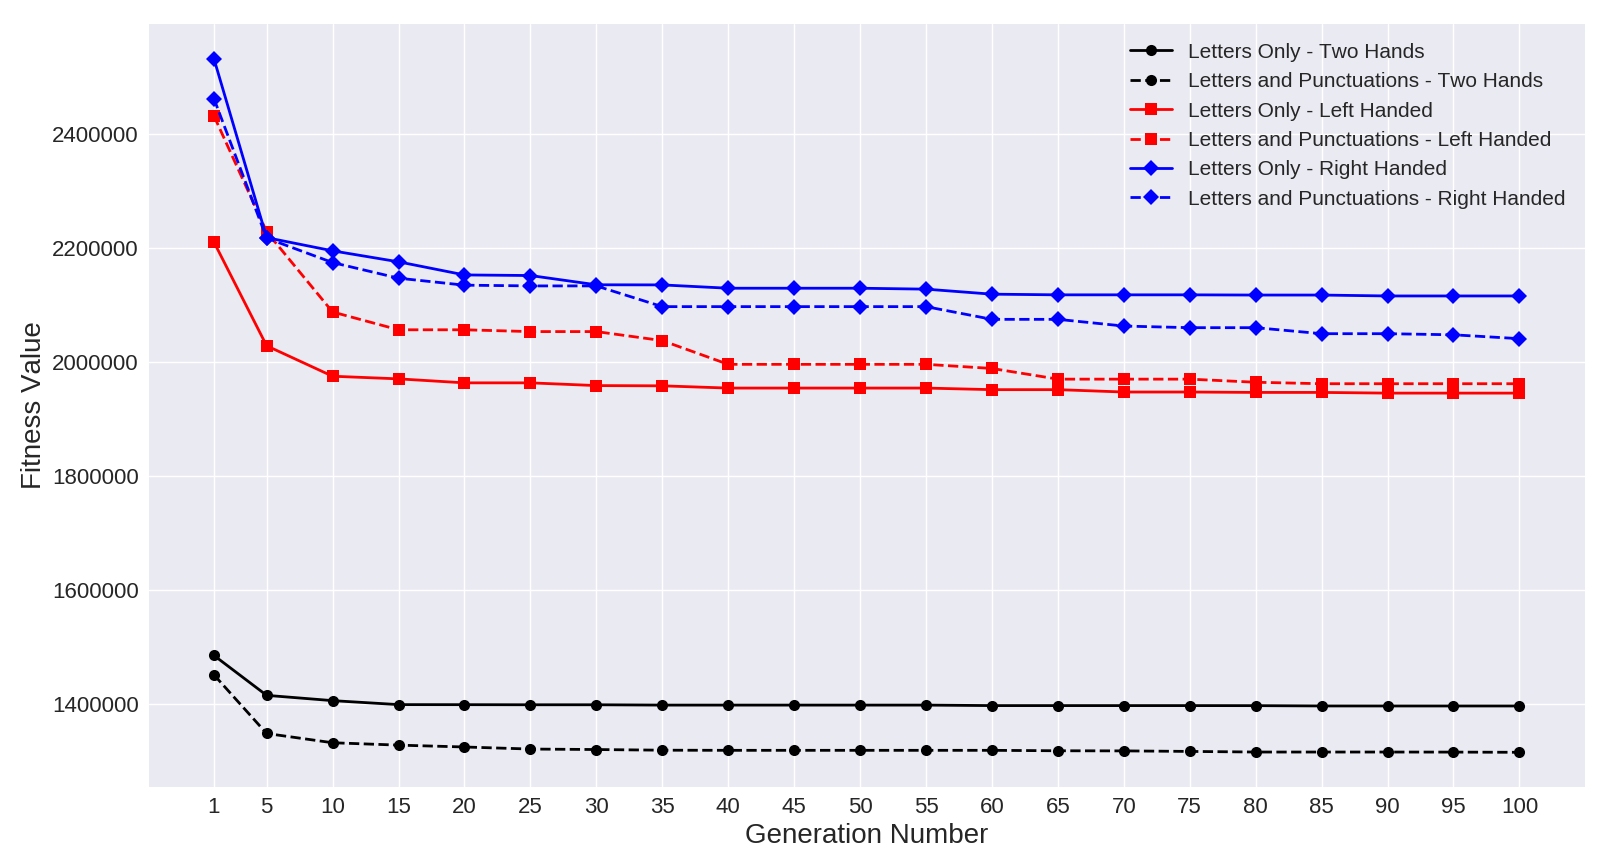 Letters Only - Two Hands
Letters and Punctuations - Two Hands
Letters Only - Left Handed
Letters and Punctuations - Left Handed
Letters Only - Right Handed
Letters and Punctuations - Right Handed
2400000
2200000
2000000
1800000
1600000
1400000
Fitness Value
1 5 10 15 20 25 30 35 40 45 50 55 60 65 70 75 80 85 90 95 100
Generation Number